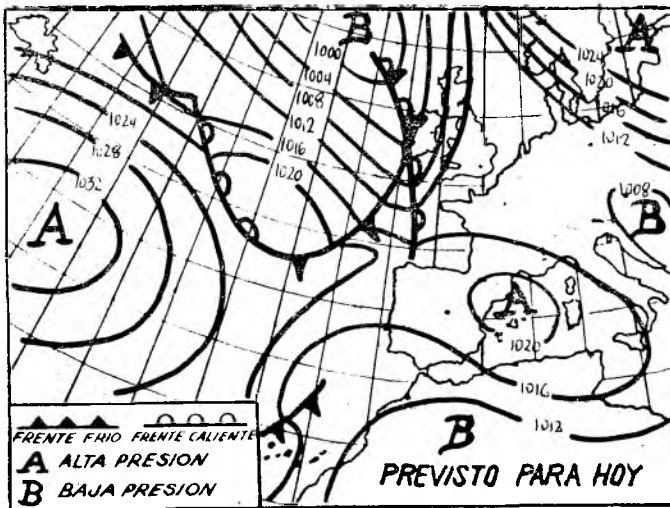 B
A
1000
1004
1008
1012
1016
1020
1024
1028
1032
A
1024
1020
1016
1012
1008
B
A
1020
1016
1012
B
FRENTE FRIO FRENTE CALIENTE
A ALTA PRESION
B BAJA PRESION
PREVISTO PARA HOY